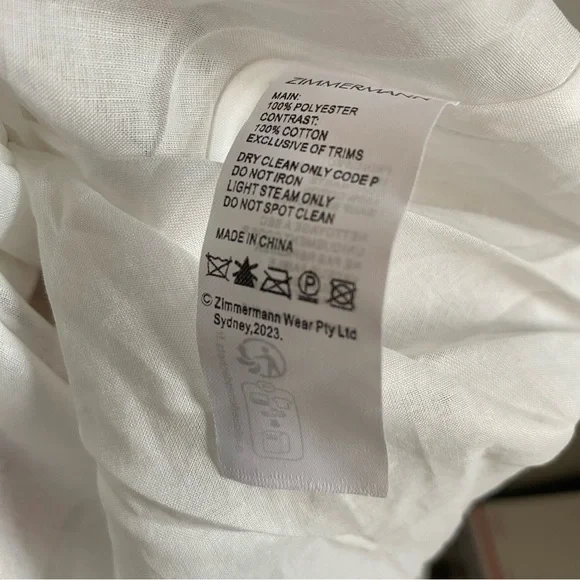 ZIMMERMANN
MAIN:
100% POLYESTER
CONTRAST:
100% COTTON
EXCLUSIVE OF TRIMS
DRY CLEAN ONLY CODE P
DO NOT IRON
LIGHT STEAM ONLY
DO NOT SPOT CLEAN
MADE IN CHINA
P
© Zimmermann Wear Pty Ltd
Sydney,2023.